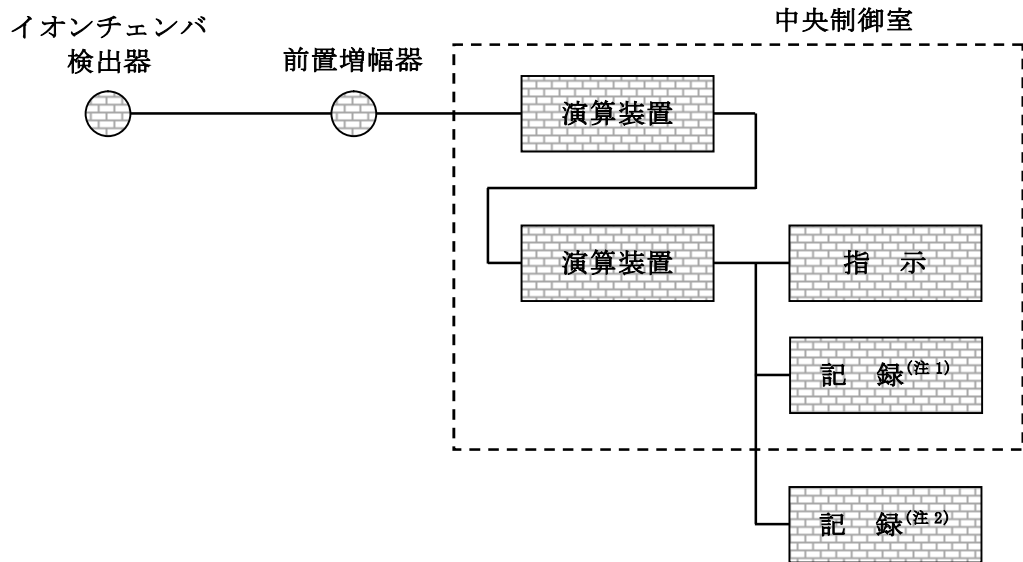 中央制御室
イオンチェンバ
検出器
前置増幅器
演算装置
演算装置
指 示
記 録(注1)
記 録(注2)